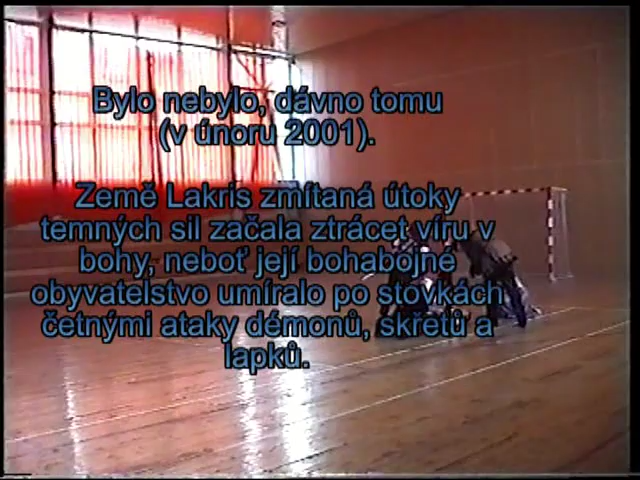 Bylo nebylo, dávno tomu
(v únoru 2001).
Země Lakris zmítaná útoky
temných sil začala ztrácet víru v
bohy, neboť její bohabojné
obyvatelstvo umíralo po stovkách
četnými ataky démonů, skřetů a
lapků.